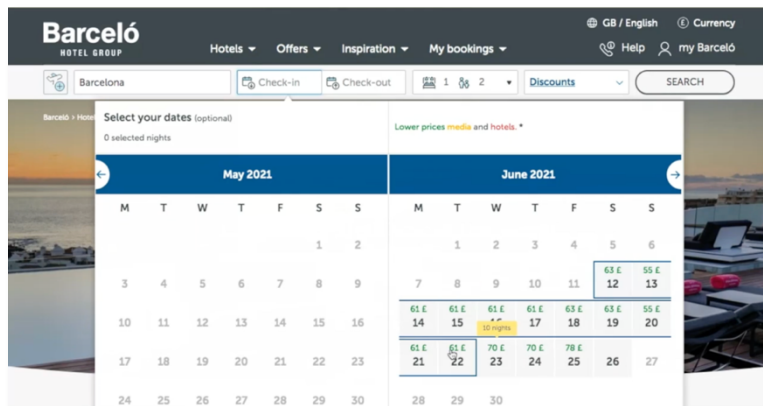 GB / English £ Currency
Barceló
HOTEL GROUP
Hotels Offers Inspiration My bookings Help my Barceló
Barcelona Check-in Check-out 1 2 Discounts SEARCH
Barceló > Hotel
Select your dates (optional)
0 selected nights
Lower prices media and hotels. *
May 2021 June 2021
M T W T F S S M T W T F S S
1 2 1 2 3 4 5 6
63 £ 55 £
3 4 5 6 7 8 9 7 8 9 10 11 12 13
61 £ 61 £ 61 £ 61 £ 63 £ 63 £ 55 £
10 11 12 13 14 15 16 14 15 17 18 19 20
10 nights
61 £ 61 £ 70 £ 70 £ 78 £
17 18 19 20 21 22 23 21 22 23 24 25 26 27
24 25 26 27 28 29 30 28 29 30